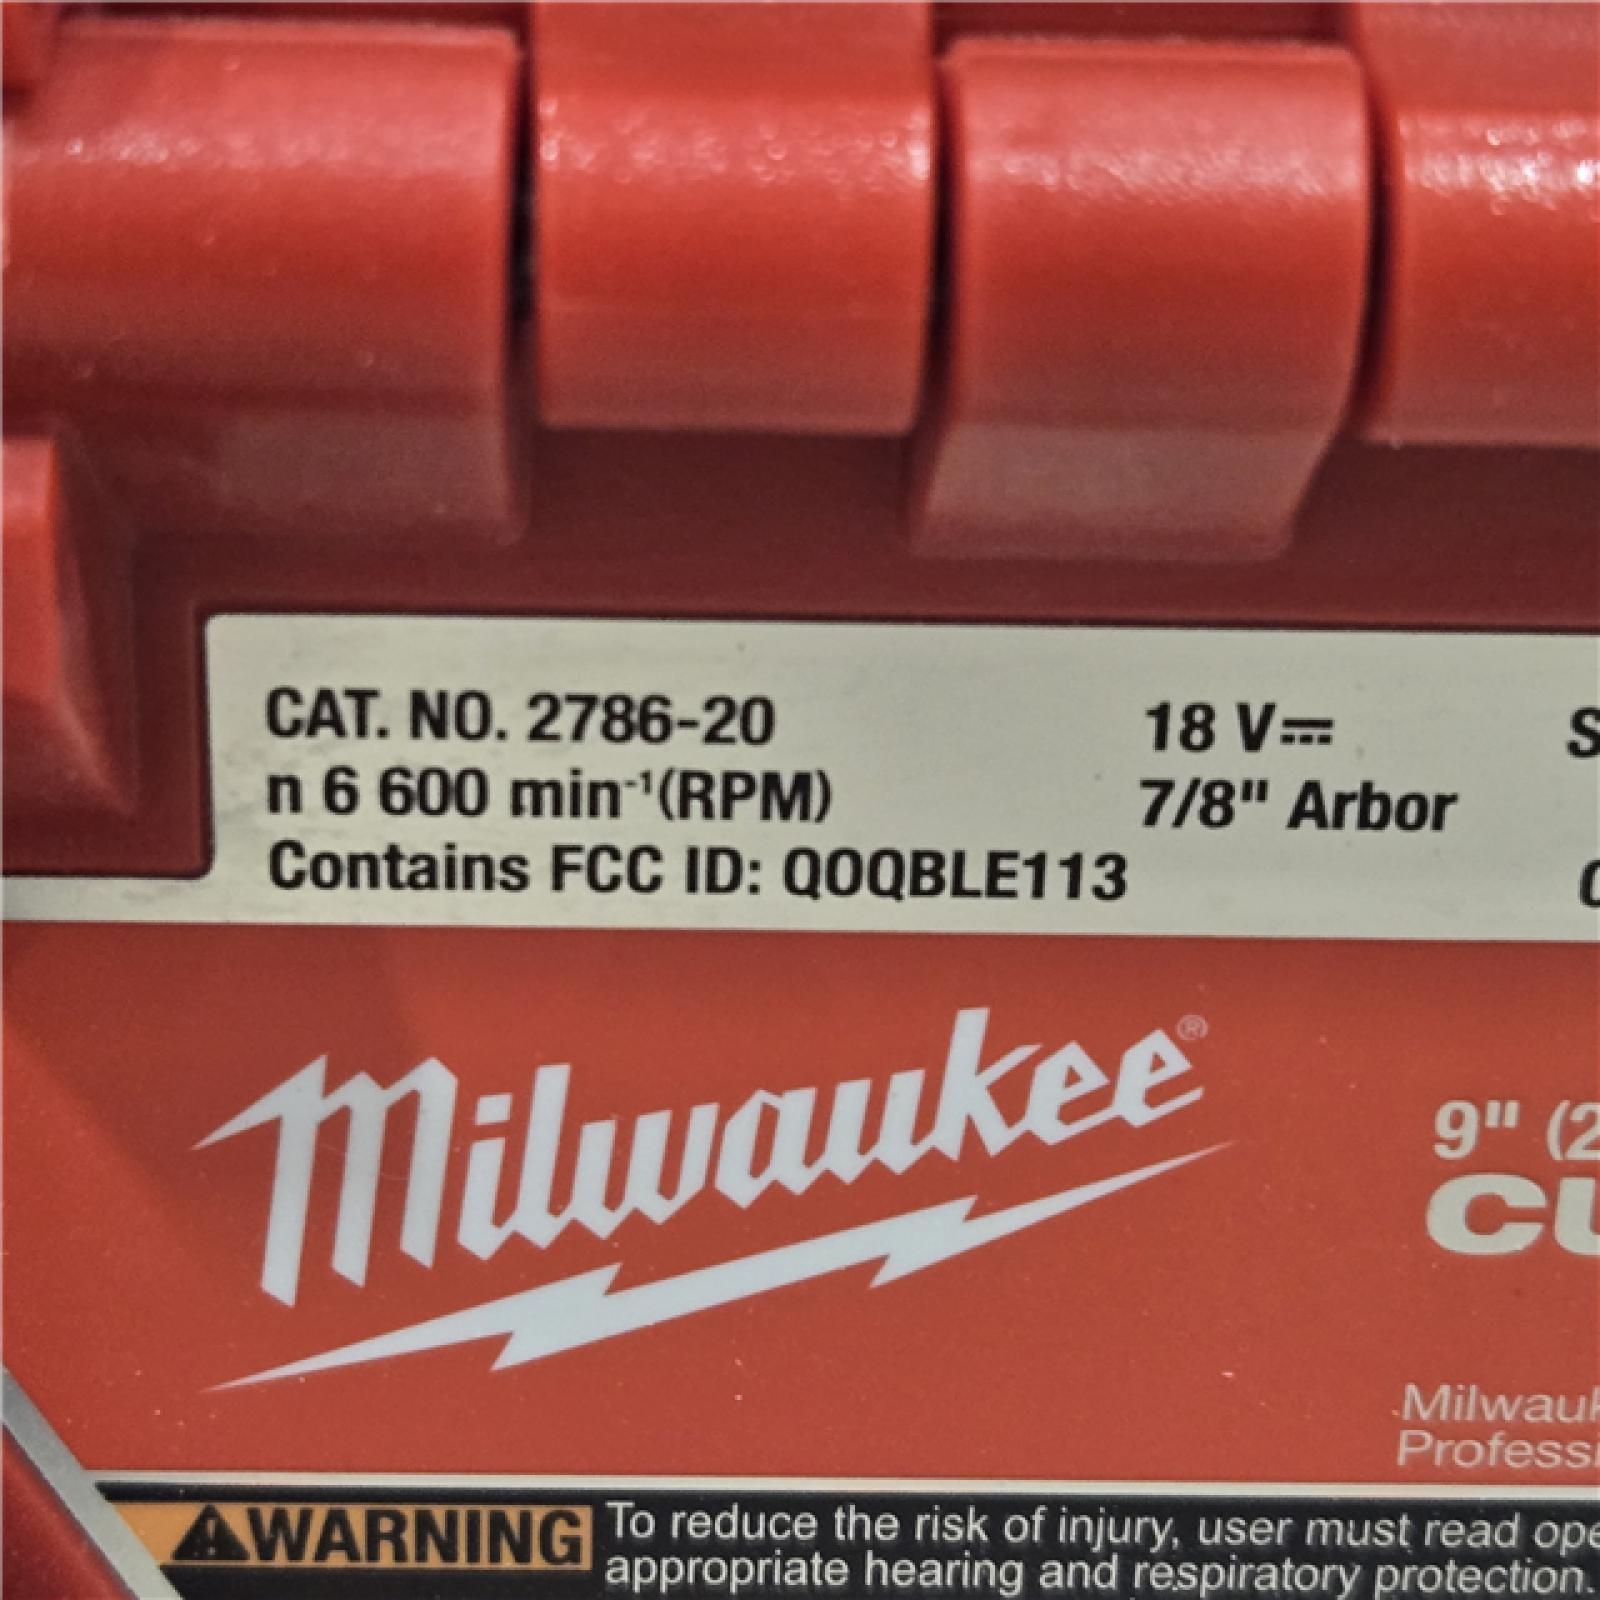 CAT. NO. 2786-20
n 6 600 min⁻¹(RPM)
Contains FCC ID: QOQBLE113
18 V⎓
7/8" Arbor
Milwaukee®
9" (2
CU
Milwauk
Professi
⚠WARNING
To reduce the risk of injury, user must read ope
appropriate hearing and respiratory protection.